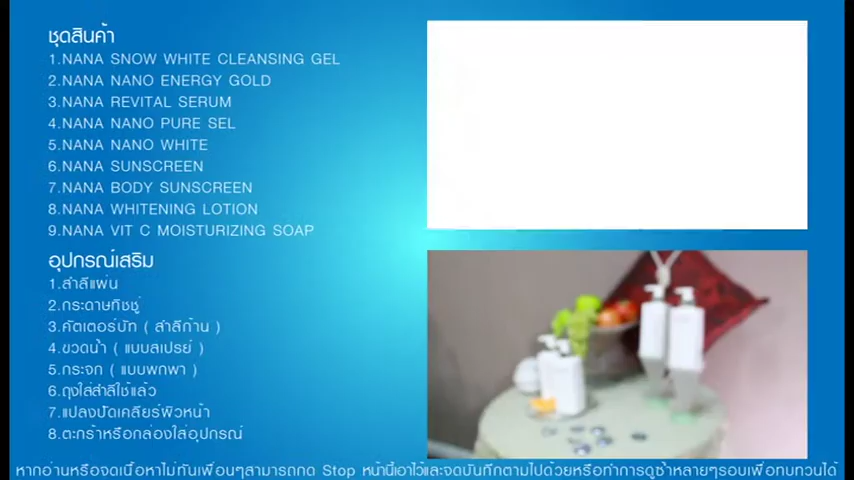 ชุดสินค้า
1.NANA SNOW WHITE CLEANSING GEL
2.NANA NANO ENERGY GOLD
3.NANA REVITAL SERUM
4.NANA NANO PURE SEL
5.NANA NANO WHITE
6.NANA SUNSCREEN
7.NANA BODY SUNSCREEN
8.NANA WHITENING LOTION
9.NANA VIT C MOISTURIZING SOAP
อุปกรณ์เสริม
1.สำลีแผ่น
2.กระดาษทิชชู่
3.คัตเตอร์บัท ( สำลีก้าน )
4.ขวดน้ำ ( แบบสเปรย์ )
5.กระจก ( แบบพกพา )
6.ถุงใส่สำลีใช้แล้ว
7.แปลงปัดเคลียร์ผิวหน้า
8.ตะกร้าหรือกล่องใส่อุปกรณ์
หากอ่านหรือจดเนื้อหาไม่ทันเพื่อนๆสามารถกด Stop หน้านี้เอาไว้และจดบันทึกตามไปด้วยหรือทำการดูซ้ำหลายๆรอบเพื่อทบทวนได้